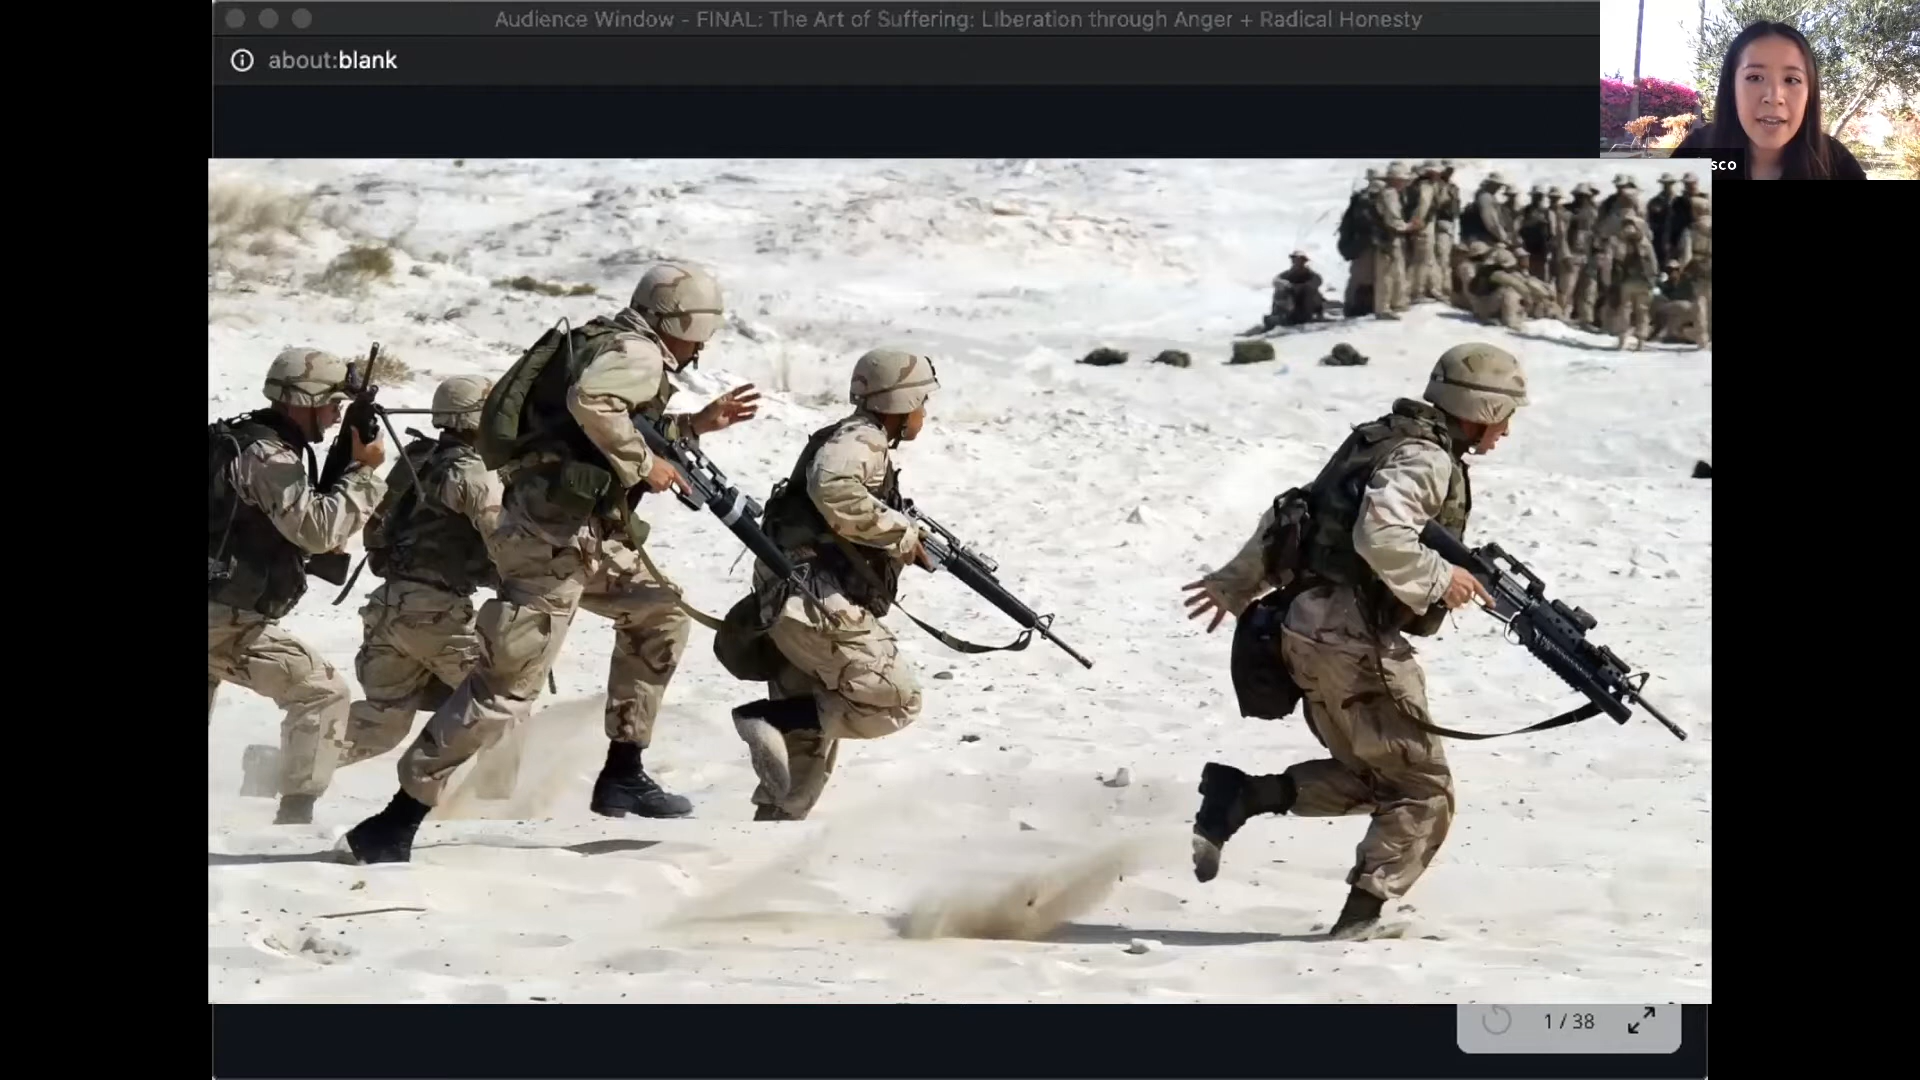 Audience Window - FINAL: The Art of Suffering: LIberation through Anger + Radical Honesty
about:blank
sco
1 / 38